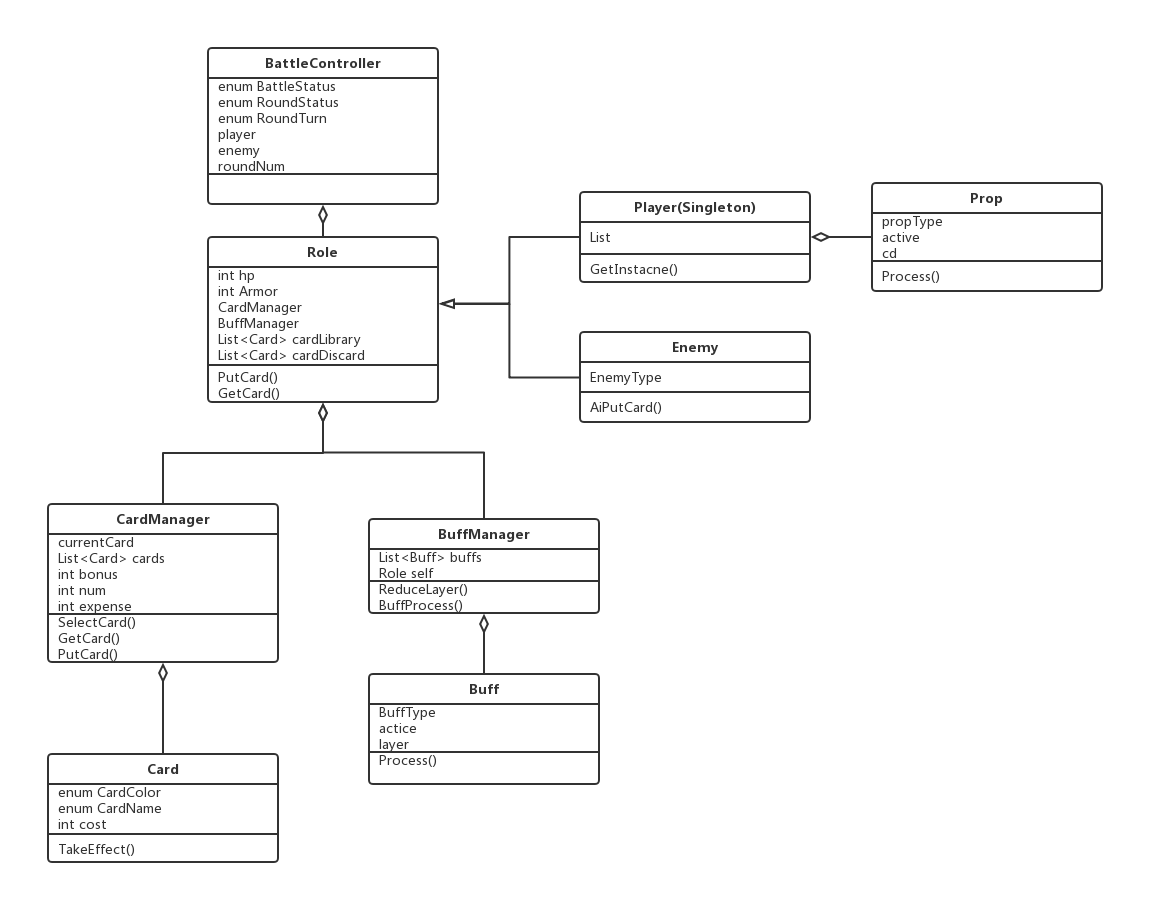 BattleController
enum BattleStatus
enum RoundStatus
enum RoundTurn
player
enemy
roundNum
Role
int hp
int Armor
CardManager
BuffManager
List<Card> cardLibrary
List<Card> cardDiscard
PutCard()
GetCard()
Player(Singleton)
List
GetInstacne()
Prop
propType
active
cd
Process()
Enemy
EnemyType
AiPutCard()
CardManager
currentCard
List<Card> cards
int bonus
int num
int expense
SelectCard()
GetCard()
PutCard()
BuffManager
List<Buff> buffs
Role self
ReduceLayer()
BuffProcess()
Buff
BuffType
actice
layer
Process()
Card
enum CardColor
enum CardName
int cost
TakeEffect()